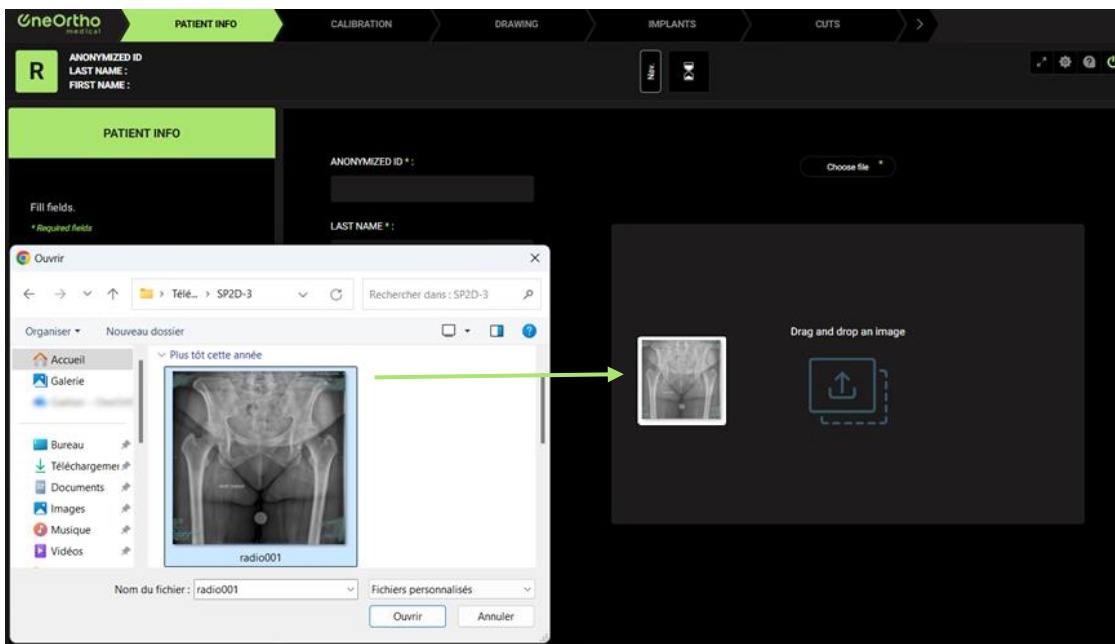 OneOrtho
medical
PATIENT INFO
CALIBRATION
DRAWING
IMPLANTS
CUTS
R
ANONYMIZED ID
LAST NAME :
FIRST NAME :
Nav.
PATIENT INFO
Fill fields.
* Required fields
ANONYMIZED ID * :
LAST NAME * :
Choose file *
Drag and drop an image
Ouvrir
Télé... > SP2D-3
Rechercher dans : SP2D-3
Organiser
Nouveau dossier
Accueil
Galerie
Bureau
Téléchargemer
Documents
Images
Musique
Vidéos
Plus tôt cette année
radio001
Nom du fichier : radio001
Fichiers personnalisés
Ouvrir
Annuler